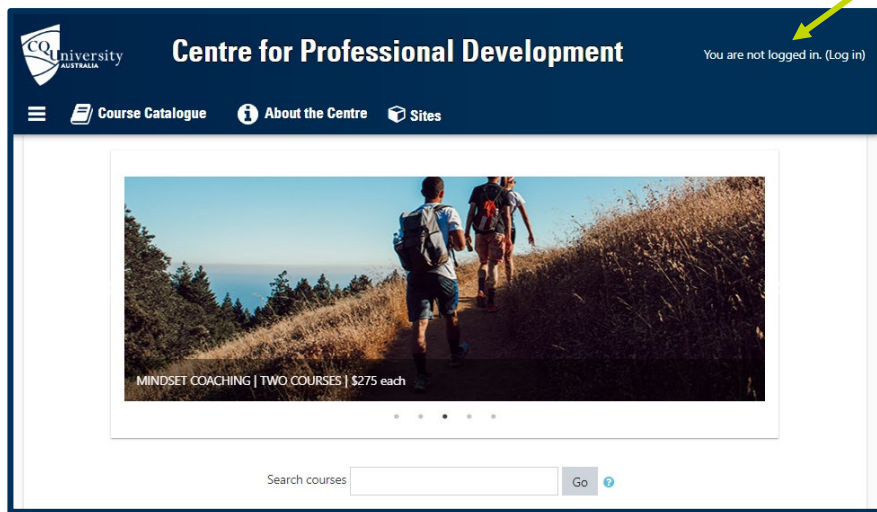 CQUniversity
AUSTRALIA
Centre for Professional Development
You are not logged in. (Log in)
Course Catalogue
About the Centre
Sites
MINDSET COACHING | TWO COURSES | $275 each
Search courses
Go
?